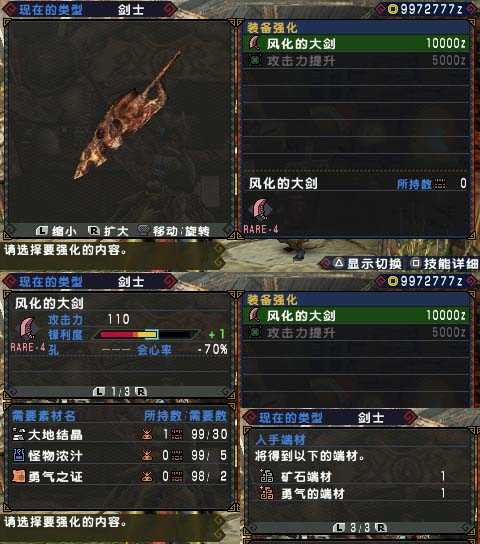 现在的类型 剑士
9972777z
装备强化
风化的大剑 10000z
攻击力提升 5000z
风化的大剑 所持数 0
RARE-4
L 缩小 R 扩大 移动/旋转
请选择要强化的内容。
△显示切换 □技能详细
现在的类型 剑士
9972777z
风化的大剑
攻击力 110
锋利度 +1
RARE-4 孔 --- 会心率 -70%
L 1/3 R
装备强化
风化的大剑 10000z
攻击力提升 5000z
需要素材名 所持数/需要数
大地结晶 1 99/30
怪物浓汁 0 99/ 5
勇气之证 0 98/ 2
请选择要强化的内容。
现在的类型 剑士
入手端材
将得到以下的端材。
矿石端材 1
勇气的端材 1
L 3/3 R